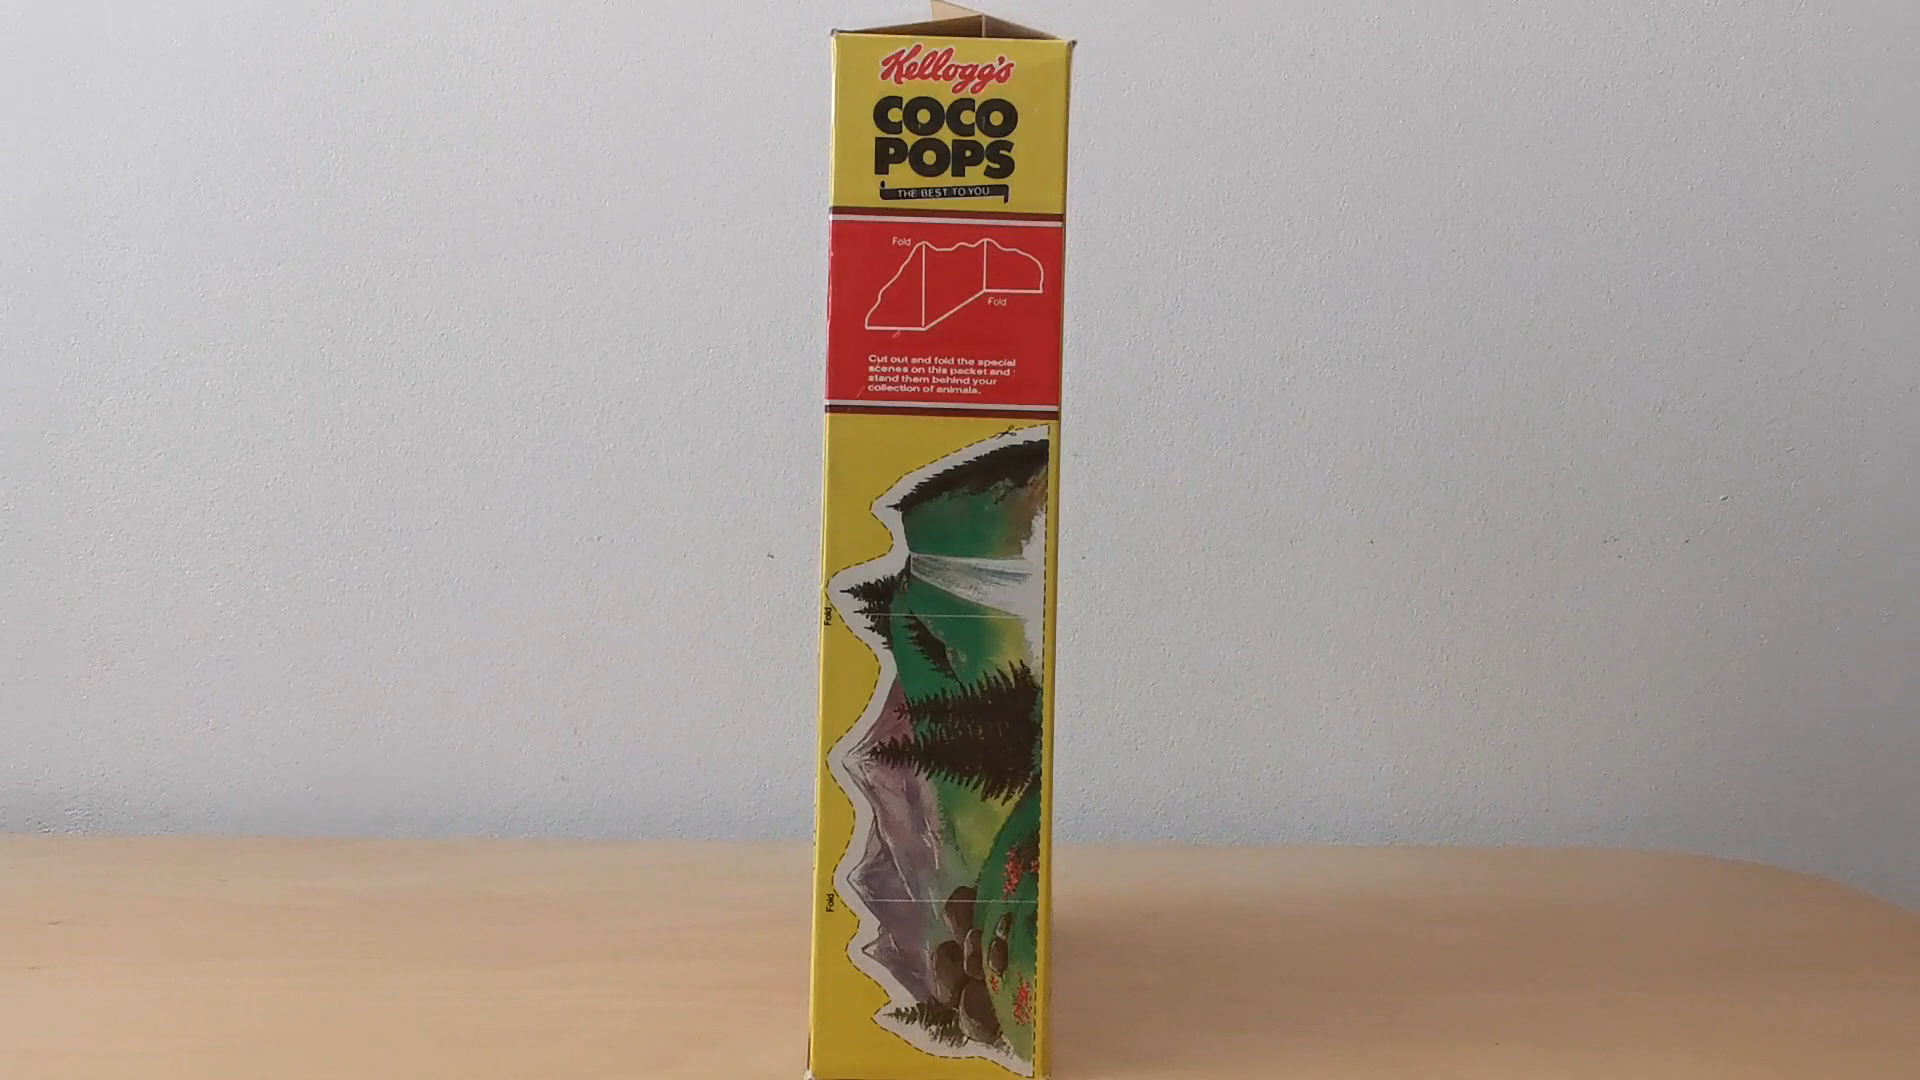 Kellogg's
COCO
POPS
THE BEST TO YOU
Fold
Fold
Cut out and fold the special
scenes on this packet and
stand them behind your
collection of animals.
Fold
Fold